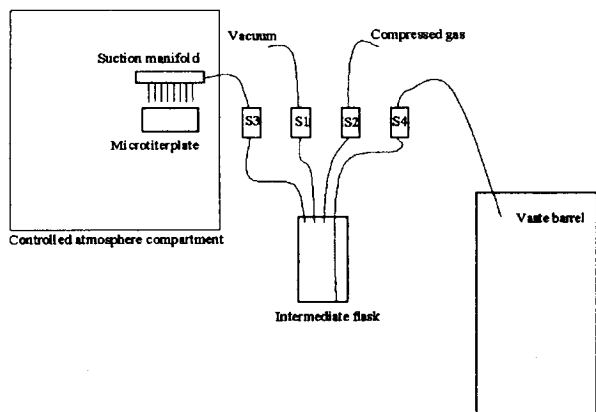 Vacuum
Compressed gas
Suction manifold
S3
S1
S2
S4
Microtiterplate
Vaste barrel
Controlled atmosphere compartment
Intermediate flask